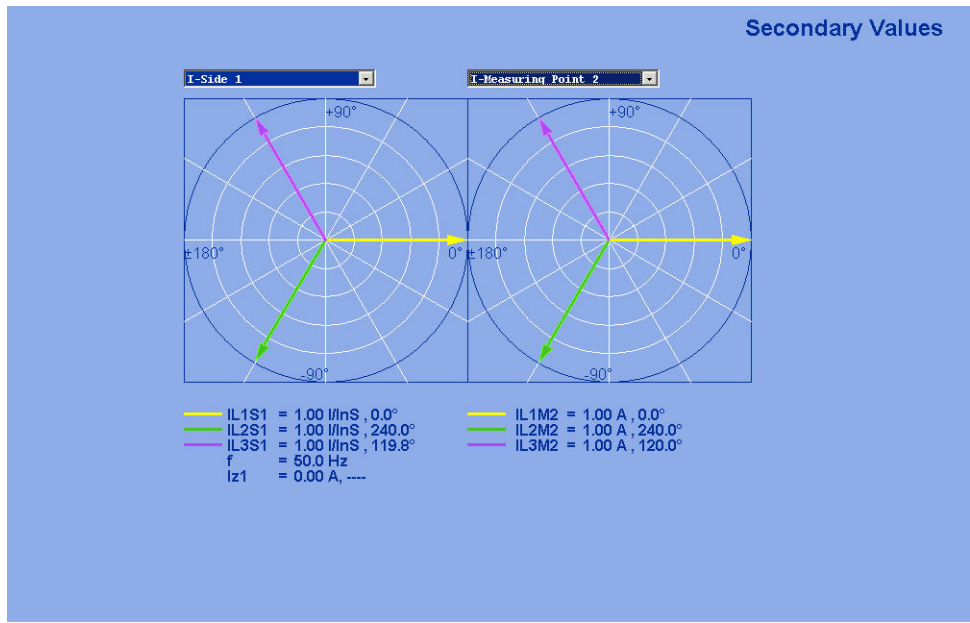 Secondary Values
I-Side 1
I-Measuring Point 2
+90°
+90°
±180°
0°
±180°
0°
-90°
-90°
IL1S1 = 1.00 I/InS , 0.0°
IL2S1 = 1.00 I/InS , 240.0°
IL3S1 = 1.00 I/InS , 119.8°
f = 50.0 Hz
Iz1 = 0.00 A, ----
IL1M2 = 1.00 A , 0.0°
IL2M2 = 1.00 A , 240.0°
IL3M2 = 1.00 A , 120.0°